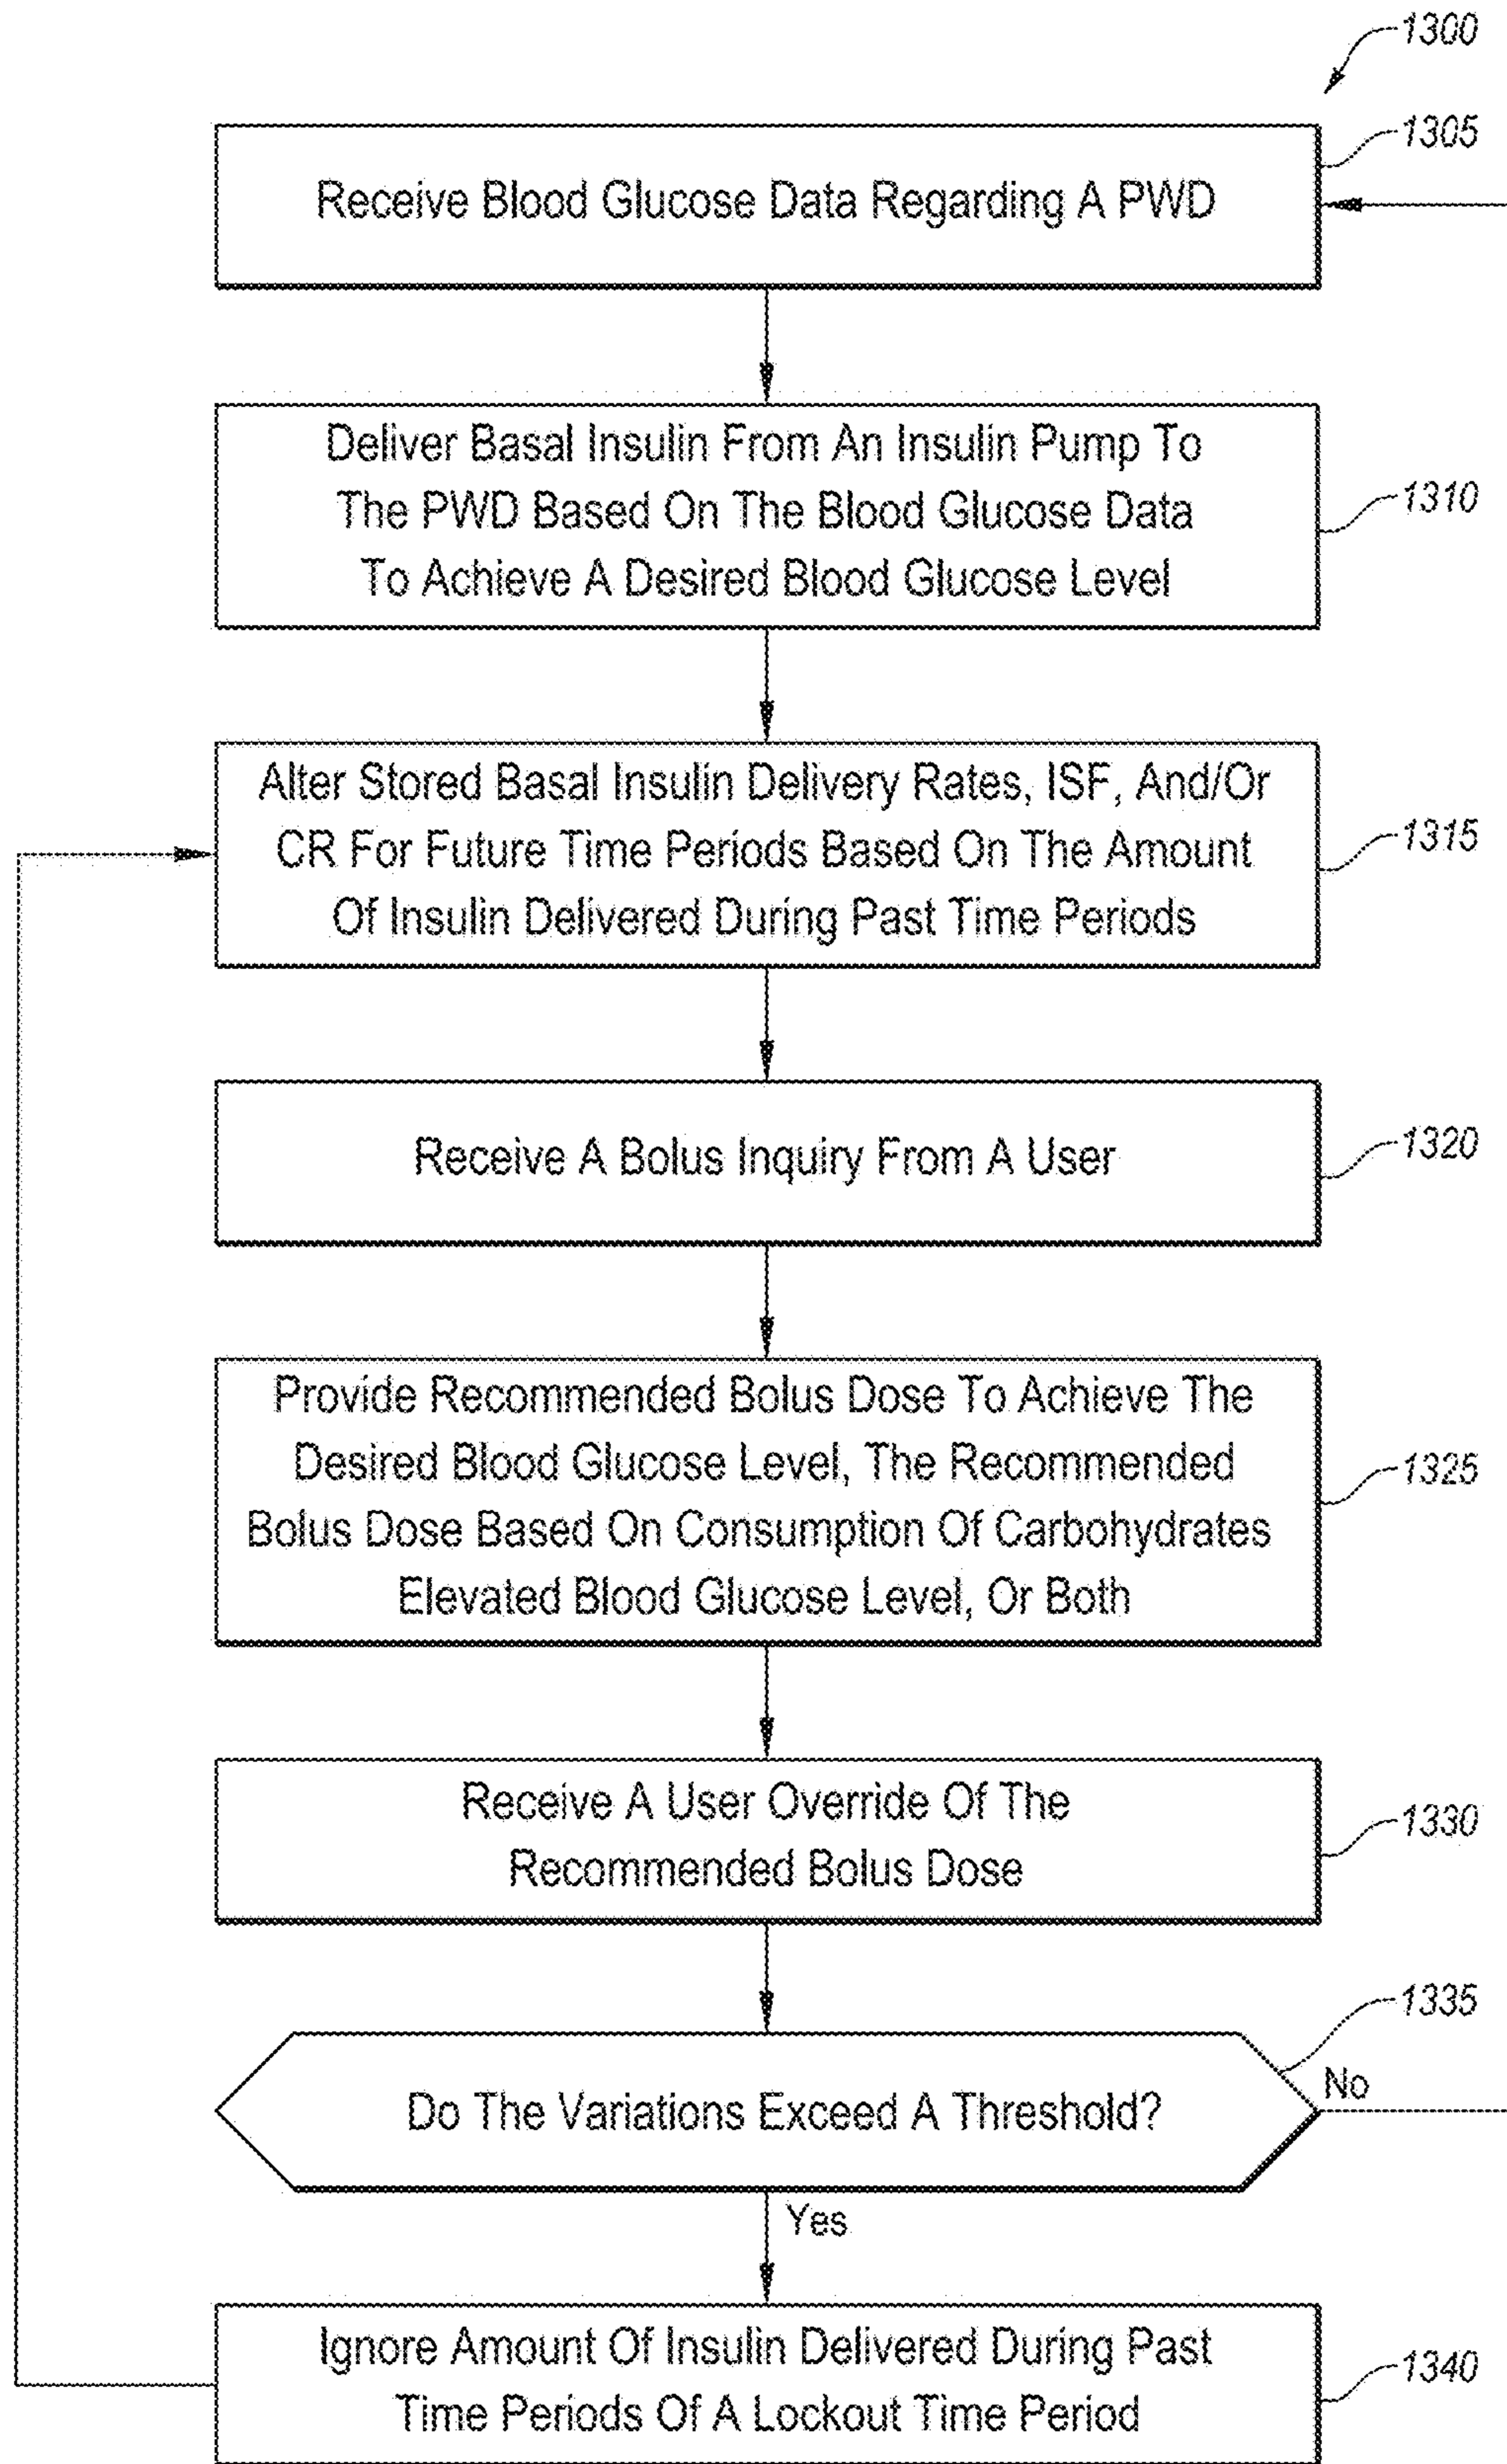 1300
1305
Receive Blood Glucose Data Regarding A PWD
Deliver Basal Insulin From An Insulin Pump To
The PWD Based On The Blood Glucose Data
To Achieve A Desired Blood Glucose Level
1310
Alter Stored Basal Insulin Delivery Rates, ISF, And/Or
CR For Future Time Periods Based On The Amount
Of Insulin Delivered During Past Time Periods
1315
Receive A Bolus Inquiry From A User
1320
Provide Recommended Bolus Dose To Achieve The
Desired Blood Glucose Level, The Recommended
Bolus Dose Based On Consumption Of Carbohydrates
Elevated Blood Glucose Level, Or Both
1325
Receive A User Override Of The
Recommended Bolus Dose
1330
1335
Do The Variations Exceed A Threshold?
No
Yes
Ignore Amount Of Insulin Delivered During Past
Time Periods Of A Lockout Time Period
1340